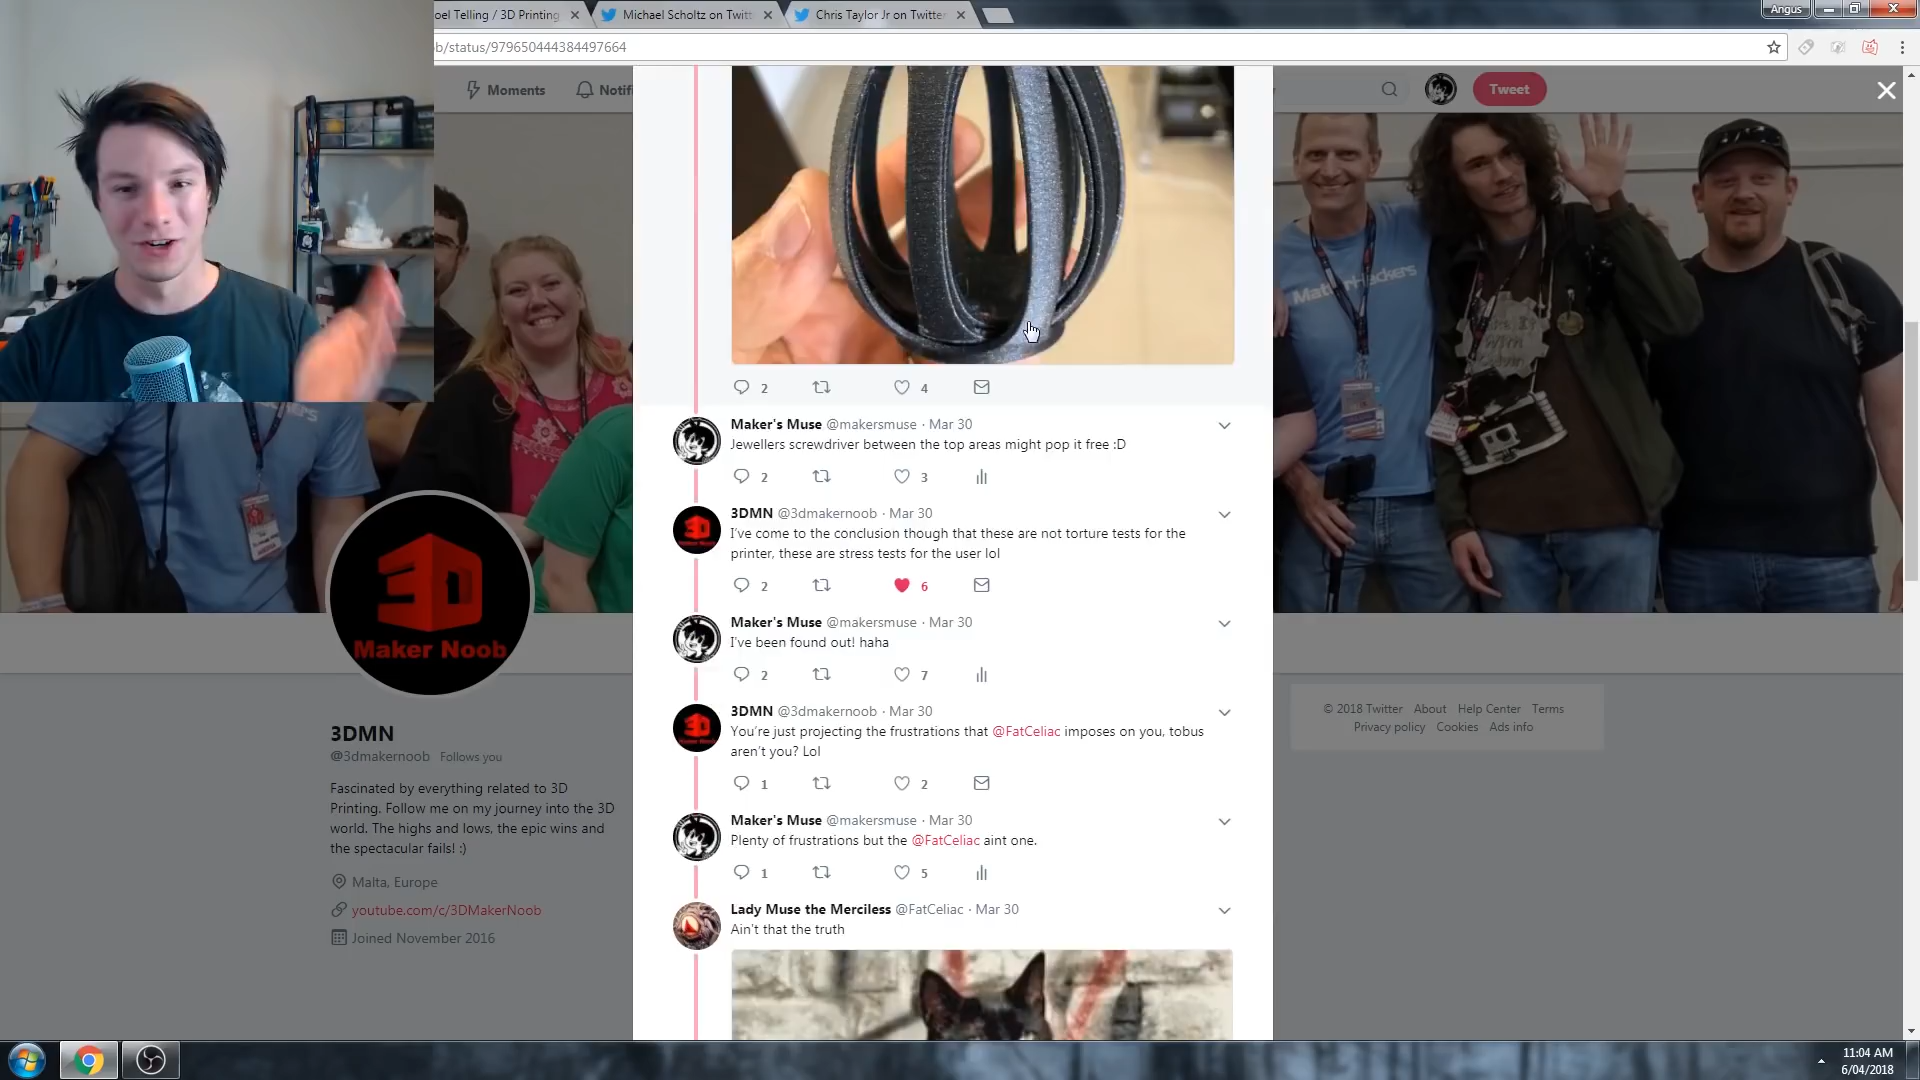 oel Telling / 3D Printing
Michael Scholtz on Twitt
Chris Taylor Jr on Twitter
Angus
b/status/979650444384497664
Moments
Notifi
Tweet
2
4
Maker's Muse @makersmuse · Mar 30
Jewellers screwdriver between the top areas might pop it free :D
2
3
3DMN @3dmakernoob · Mar 30
I've come to the conclusion though that these are not torture tests for the
printer, these are stress tests for the user lol
2
6
Maker's Muse @makersmuse · Mar 30
I've been found out! haha
2
7
3DMN @3dmakernoob · Mar 30
You're just projecting the frustrations that @FatCeliac imposes on you, tobus
aren't you? Lol
1
2
Maker's Muse @makersmuse · Mar 30
Plenty of frustrations but the @FatCeliac aint one.
1
5
Lady Muse the Merciless @FatCeliac · Mar 30
Ain't that the truth
3D
Maker Noob
3DMN
@3dmakernoob Follows you
Fascinated by everything related to 3D
Printing. Follow me on my journey into the 3D
world. The highs and lows, the epic wins and
the spectacular fails! :)
Malta, Europe
youtube.com/c/3DMakerNoob
Joined November 2016
MatterHackers
© 2018 Twitter About Help Center Terms
Privacy policy Cookies Ads info
11:04 AM
6/04/2018